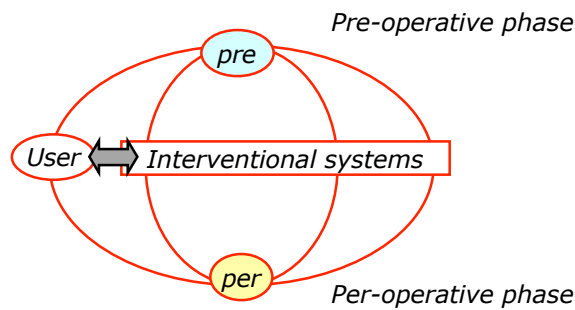 Pre-operative phase
pre
User
Interventional systems
per
Per-operative phase